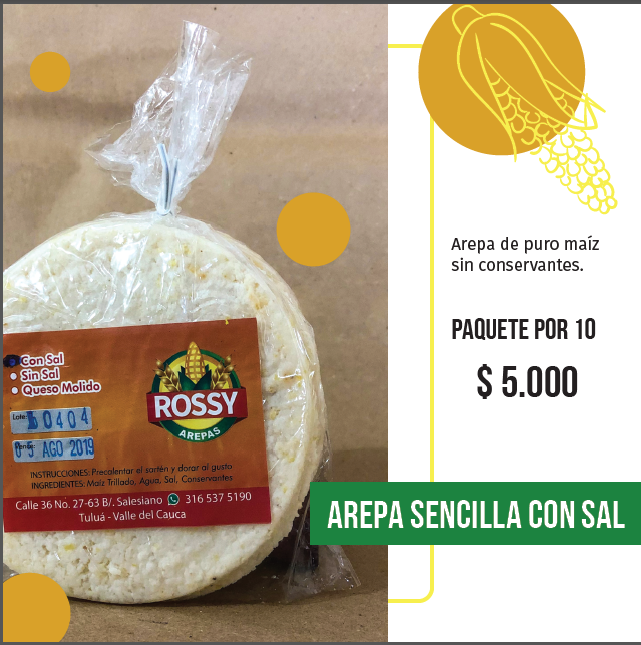 Con Sal
Sin Sal
Queso Molido
ROSSY
AREPAS
Lote:
0404
05 AGO 2019
INSTRUCCIONES: Precalentar el sartén y dorar al gusto
INGREDIENTES: Maíz Trillado, Agua, Sal, Conservantes
Calle 36 No. 27-63 B/. Salesiano 316 537 5190
Tuluá - Valle del Cauca
Arepa de puro maíz
sin conservantes.
PAQUETE POR 10
$ 5.000
AREPA SENCILLA CON SAL